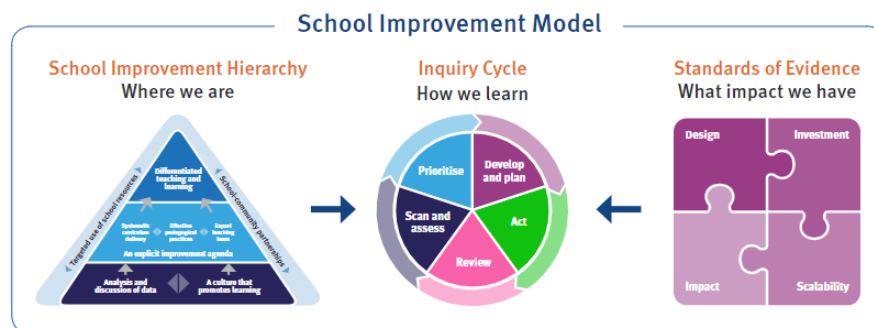 School Improvement Model
School Improvement Hierarchy
Where we are
Differentiated
teaching and
learning
Targeted use of school resources
School-community partnerships
Systematic
curriculum
delivery
Effective
pedagogical
practices
Expert
teaching
team
An explicit improvement agenda
Analysis and
discussion of data
A culture that
promotes learning
Inquiry Cycle
How we learn
Prioritise
Develop
and plan
Scan and
assess
Act
Review
Standards of Evidence
What impact we have
Design
Investment
Impact
Scalability